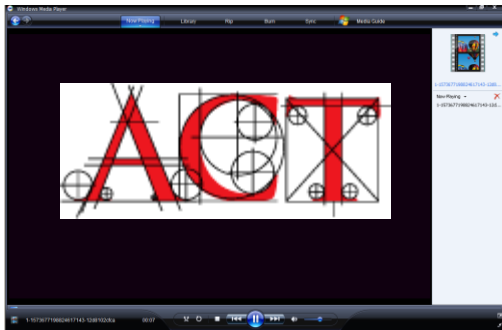 Windows Media Player
Now Playing
Library
Rip
Burn
Sync
Media Guide
ACT
Now Playing
00:07